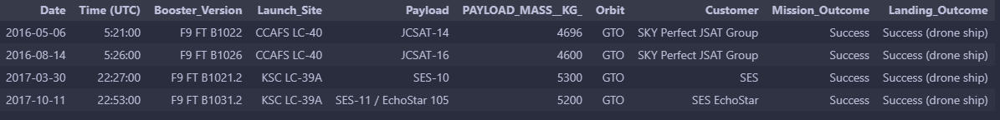 Date Time (UTC) Booster_Version Launch_Site Payload PAYLOAD_MASS__KG_ Orbit Customer Mission_Outcome Landing_Outcome
2016-05-06 5:21:00 F9 FT B1022 CCAFS LC-40 JCSAT-14 4696 GTO SKY Perfect JSAT Group Success Success (drone ship)
2016-08-14 5:26:00 F9 FT B1026 CCAFS LC-40 JCSAT-16 4600 GTO SKY Perfect JSAT Group Success Success (drone ship)
2017-03-30 22:27:00 F9 FT B1021.2 KSC LC-39A SES-10 5300 GTO SES Success Success (drone ship)
2017-10-11 22:53:00 F9 FT B1031.2 KSC LC-39A SES-11 / EchoStar 105 5200 GTO SES EchoStar Success Success (drone ship)